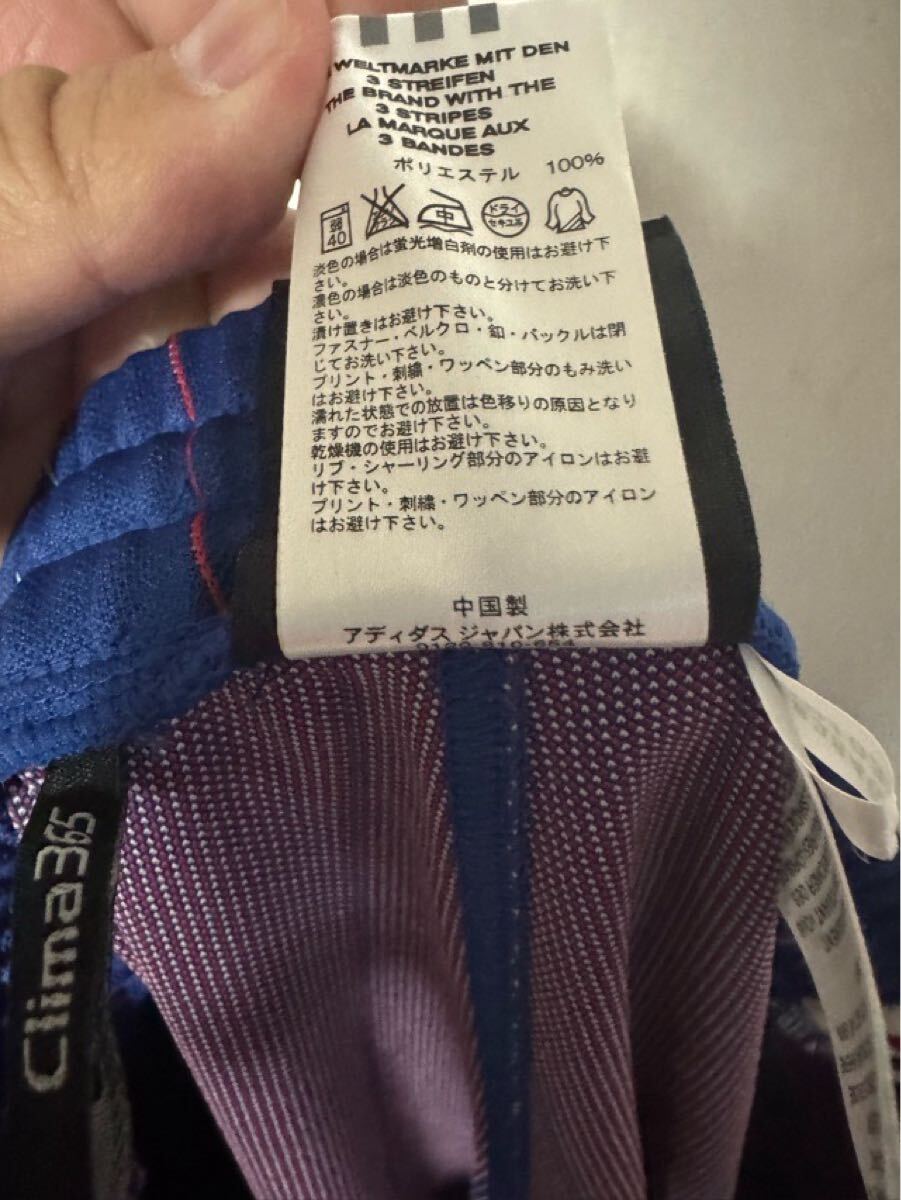 WELTMARKE MIT DEN
3 STREIFEN
THE BRAND WITH THE
3 STRIPES
LA MARQUE AUX
3 BANDES
ポリエステル 100%
弱
40
中
ドライ
セキユ系
淡色の場合は蛍光増白剤の使用はお避け下
さい。
濃色の場合は淡色のものと分けてお洗い下
さい。
漬け置きはお避け下さい。
ファスナー・ベルクロ・釦・バックルは閉
じてお洗い下さい。
プリント・刺繍・ワッペン部分のもみ洗い
はお避け下さい。
濡れた状態での放置は色移りの原因となり
ますのでお避け下さい。
乾燥機の使用はお避け下さい。
リブ・シャーリング部分のアイロンはお避
け下さい。
プリント・刺繍・ワッペン部分のアイロン
はお避け下さい。
中国製
アディダス ジャパン株式会社
Clima365